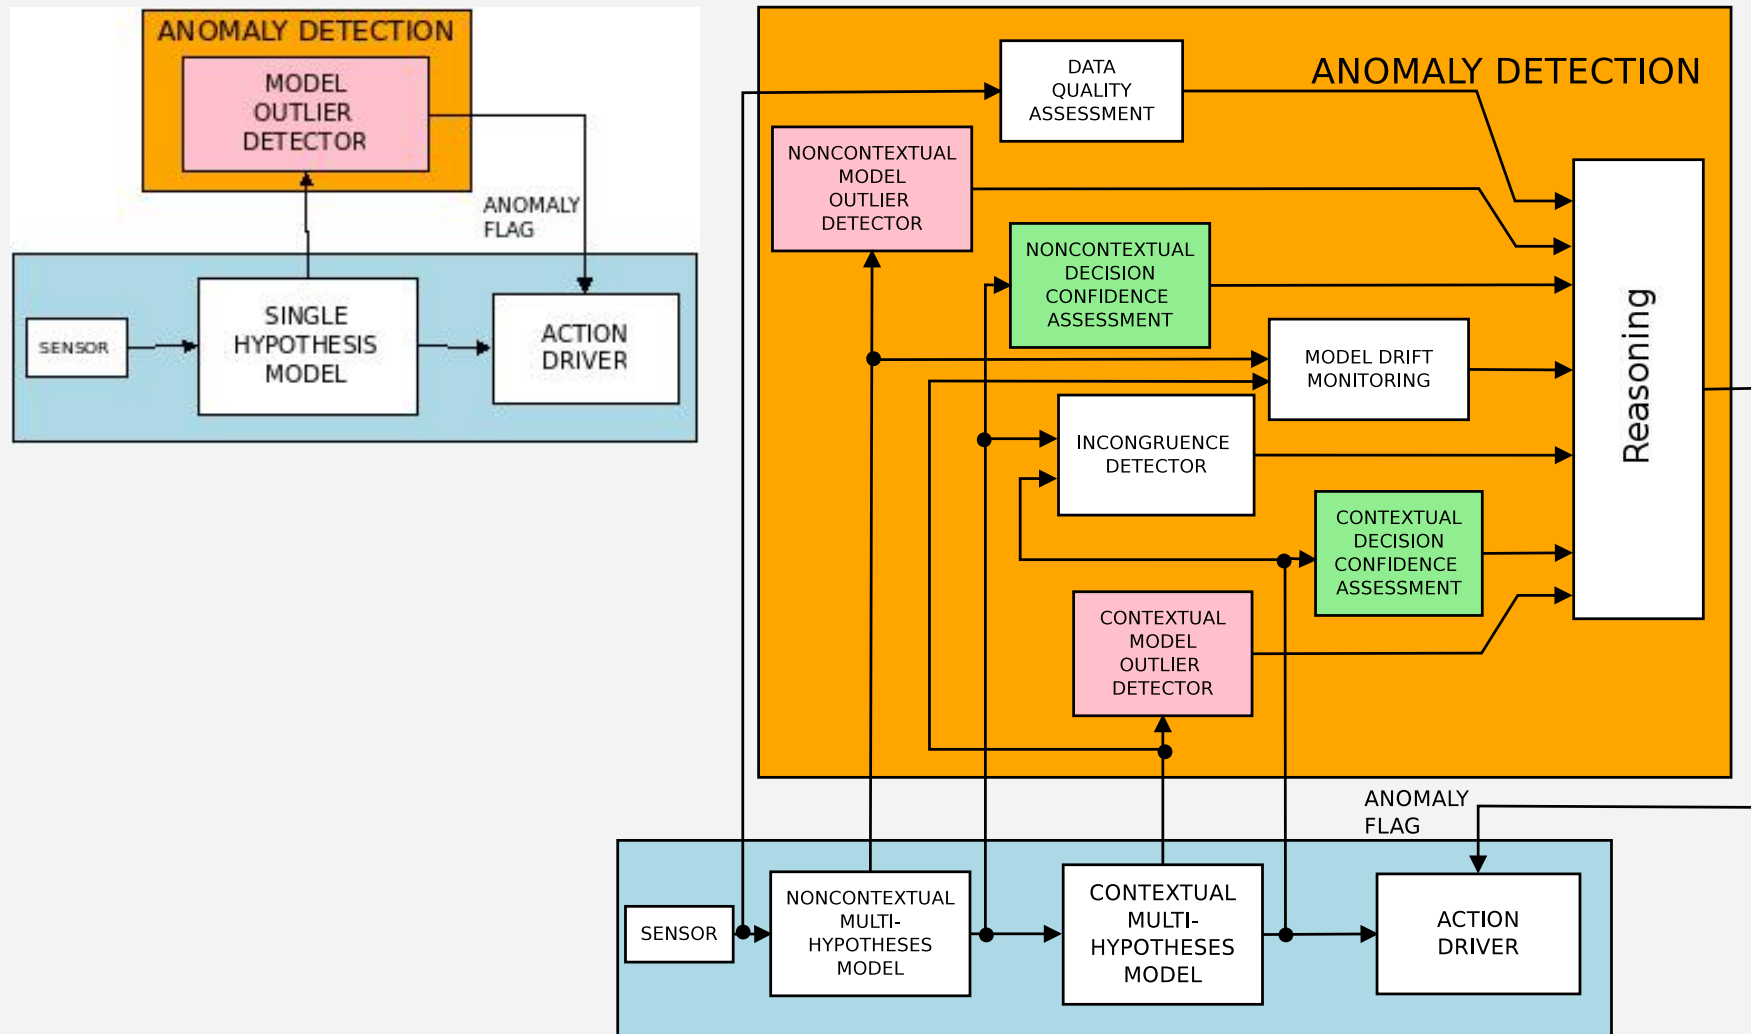 ANOMALY DETECTION
MODEL
OUTLIER
DETECTOR
ANOMALY
FLAG
SENSOR
SINGLE
HYPOTHESIS
MODEL
ACTION
DRIVER
ANOMALY DETECTION
DATA
QUALITY
ASSESSMENT
NONCONTEXTUAL
MODEL
OUTLIER
DETECTOR
NONCONTEXTUAL
DECISION
CONFIDENCE
ASSESSMENT
MODEL DRIFT
MONITORING
INCONGRUENCE
DETECTOR
CONTEXTUAL
DECISION
CONFIDENCE
ASSESSMENT
CONTEXTUAL
MODEL
OUTLIER
DETECTOR
Reasoning
ANOMALY
FLAG
SENSOR
NONCONTEXTUAL
MULTI-
HYPOTHESES
MODEL
CONTEXTUAL
MULTI-
HYPOTHESES
MODEL
ACTION
DRIVER